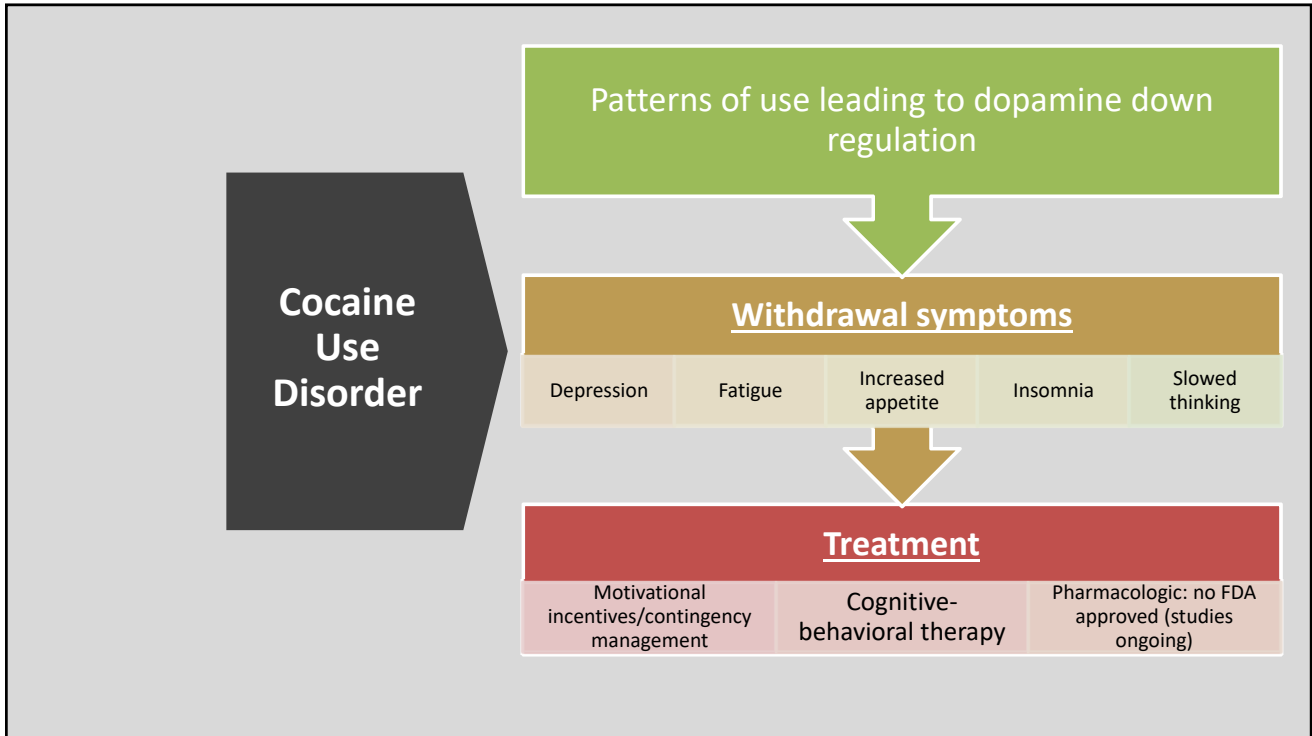 Cocaine
Use
Disorder
Patterns of use leading to dopamine down
regulation
Withdrawal symptoms
Depression
Fatigue
Increased
appetite
Insomnia
Slowed
thinking
Treatment
Motivational
incentives/contingency
management
Cognitive-
behavioral therapy
Pharmacologic: no FDA
approved (studies
ongoing)